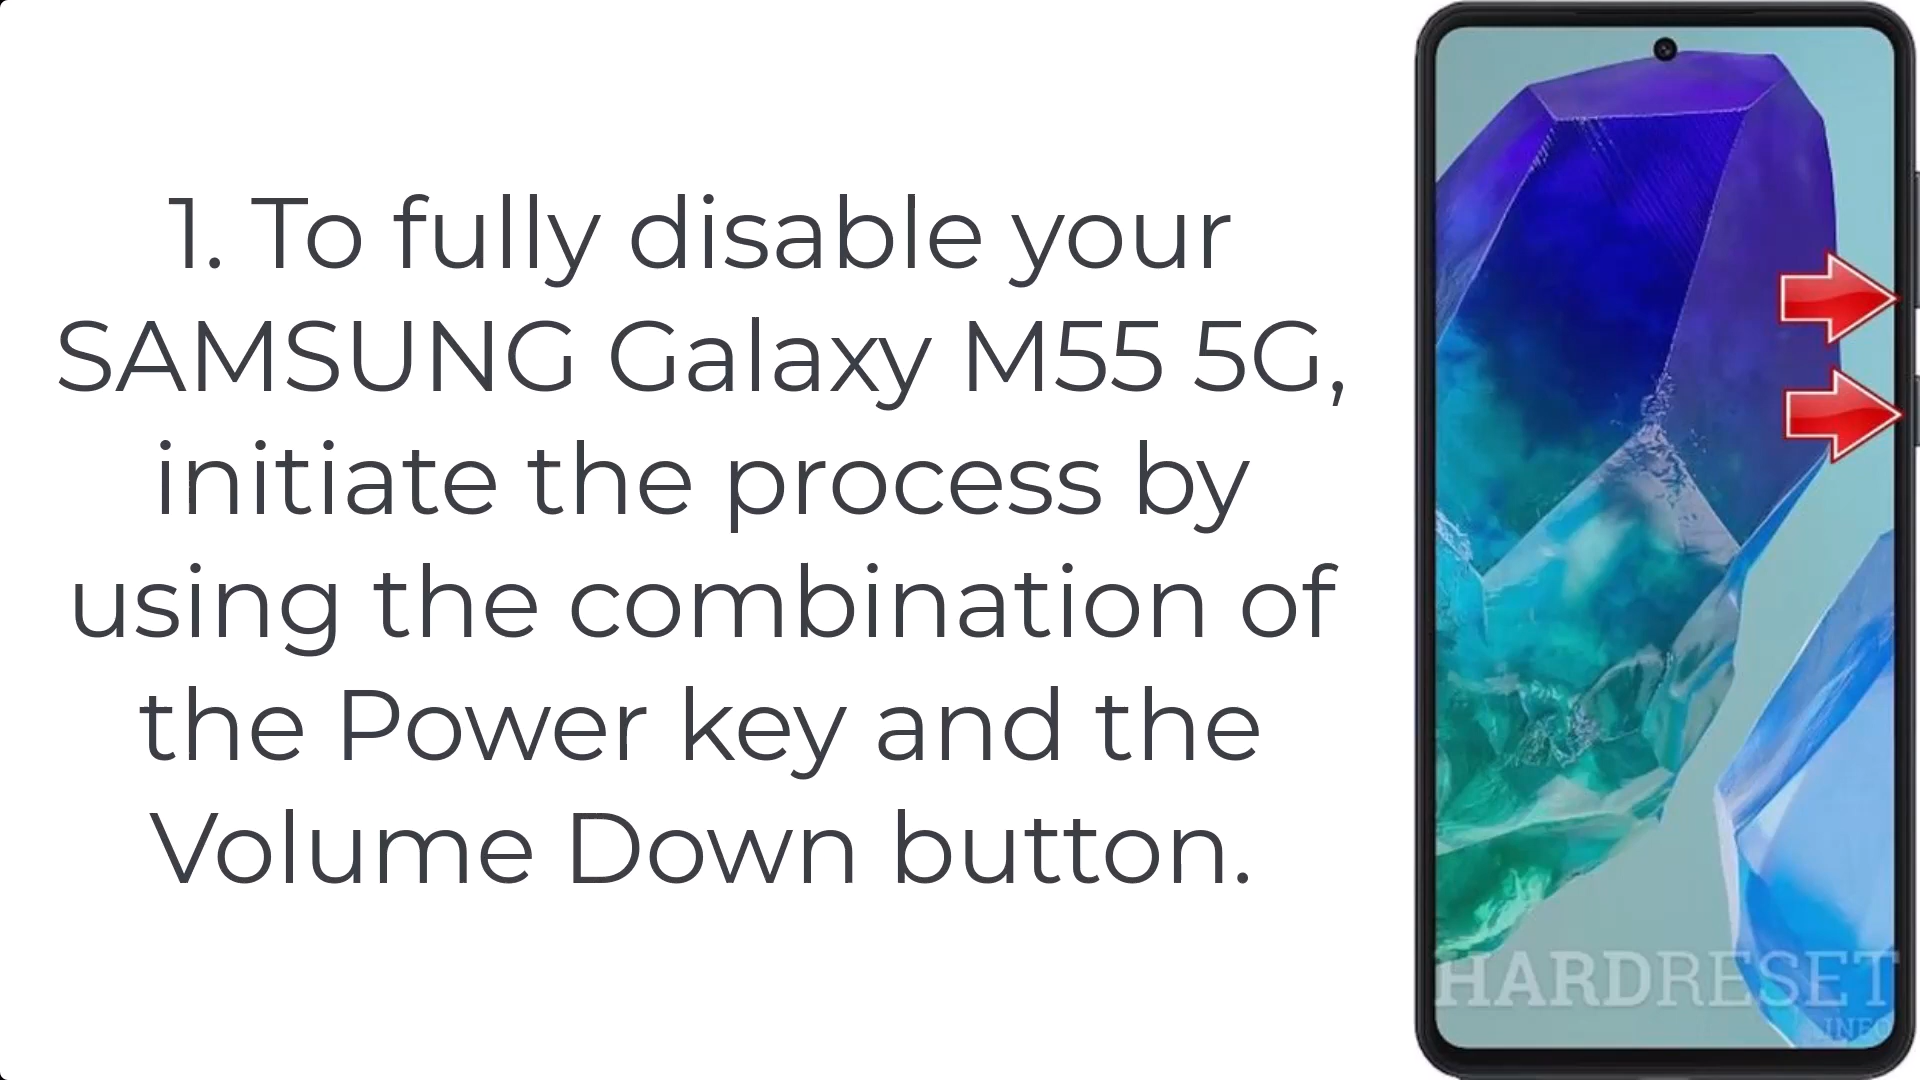 1. To fully disable your
SAMSUNG Galaxy M55 5G,
initiate the process by
using the combination of
the Power key and the
Volume Down button.
HARDRESET
.INFO